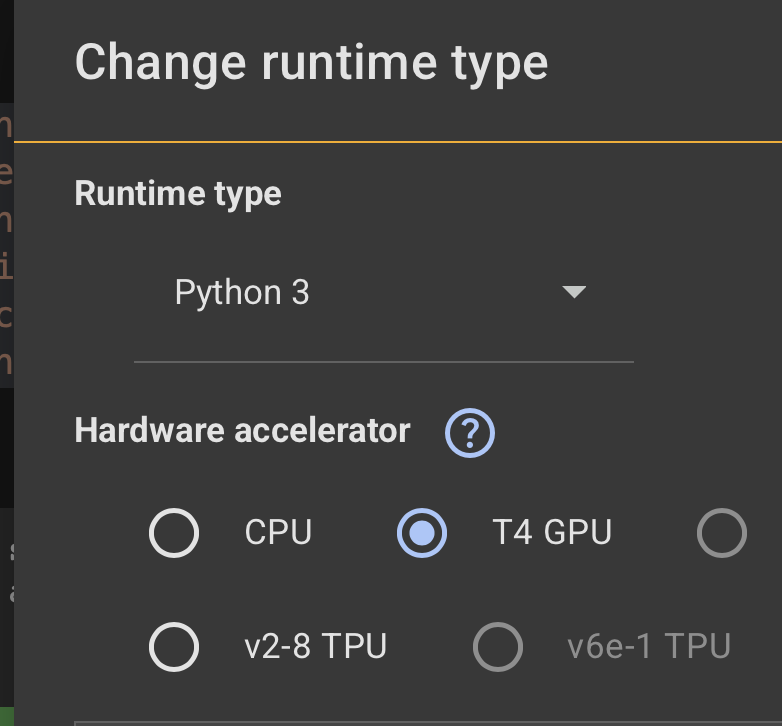 Change runtime type
Runtime type
Python 3
Hardware accelerator ?
CPU T4 GPU
v2-8 TPU v6e-1 TPU